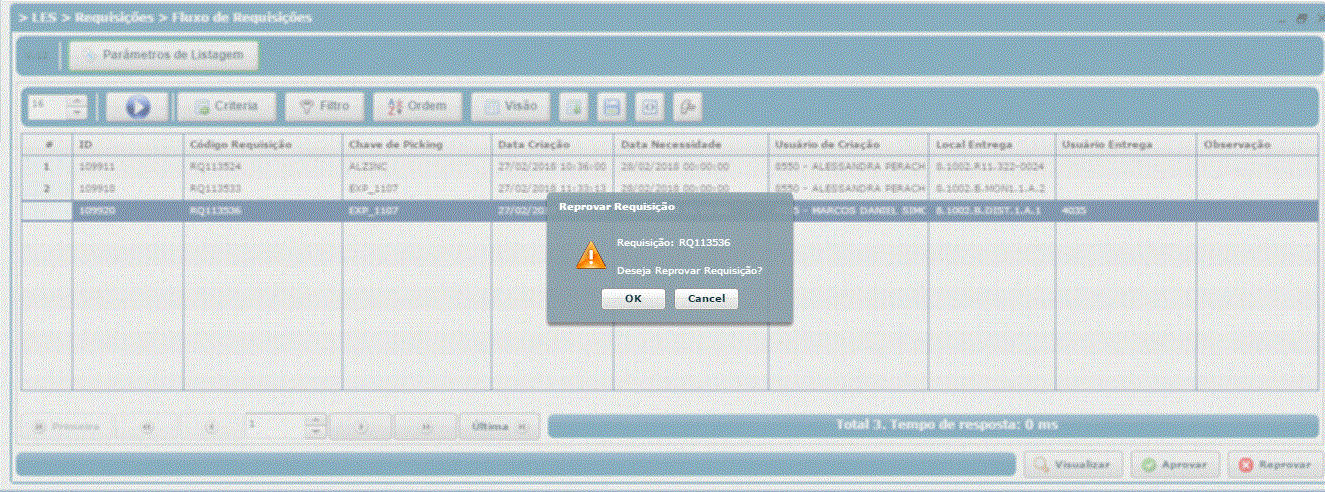 > LES > Requisições > Fluxo de Requisições
Parâmetros de Listagem
16 Criteria Filtro Ordem Visão
# ID Código Requisição Chave de Picking Data Criação Data Necessidade Usuário de Criação Local Entrega Usuário Entrega Observação
1 109911 RQ113524 ALZINC 27/02/2018 10:36:00 28/02/2018 00:00:00 8550 - ALESSANDRA PERACH 8.1002.R11.322-0024
2 109918 RQ113533 EXP_1107 27/02/2018 11:33:13 28/02/2018 00:00:00 8550 - ALESSANDRA PERACH 8.1002.B.MON1.1.A.2
109920 RQ113536 EXP_1107 27/02/20 - MARCOS DANIEL SIMO 8.1002.B.DIST.1.A.1 4035
Reprovar Requisição
Requisição: RQ113536
Deseja Reprovar Requisição?
OK Cancel
Primeira 1 Última Total 3. Tempo de resposta: 0 ms
Visualizar Aprovar Reprovar